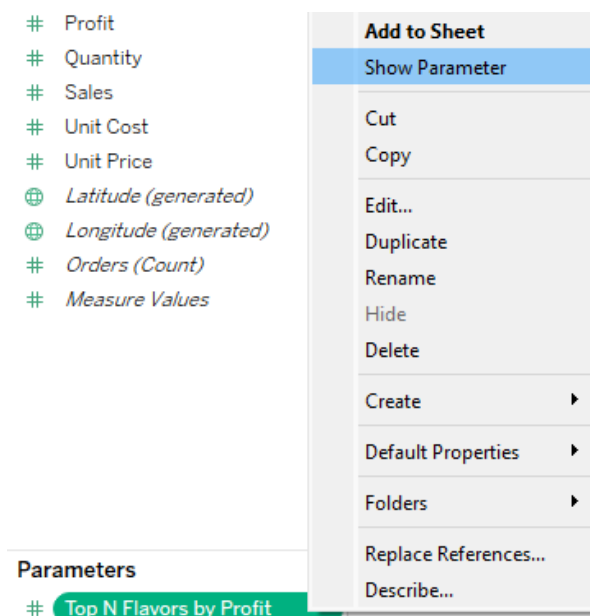 Profit
Quantity
Sales
Unit Cost
Unit Price
Latitude (generated)
Longitude (generated)
Orders (Count)
Measure Values
Parameters
Top N Flavors by Profit
Add to Sheet
Show Parameter
Cut
Copy
Edit...
Duplicate
Rename
Hide
Delete
Create
Default Properties
Folders
Replace References...
Describe...